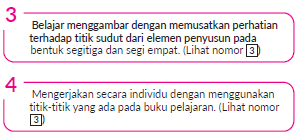 3
Belajar menggambar dengan memusatkan perhatian
terhadap titik sudut dari elemen penyusun pada
bentuk segitiga dan segi empat. (Lihat nomor 3)
4
Mengerjakan secara individu dengan menggunakan
titik-titik yang ada pada buku pelajaran. (Lihat nomor
3)